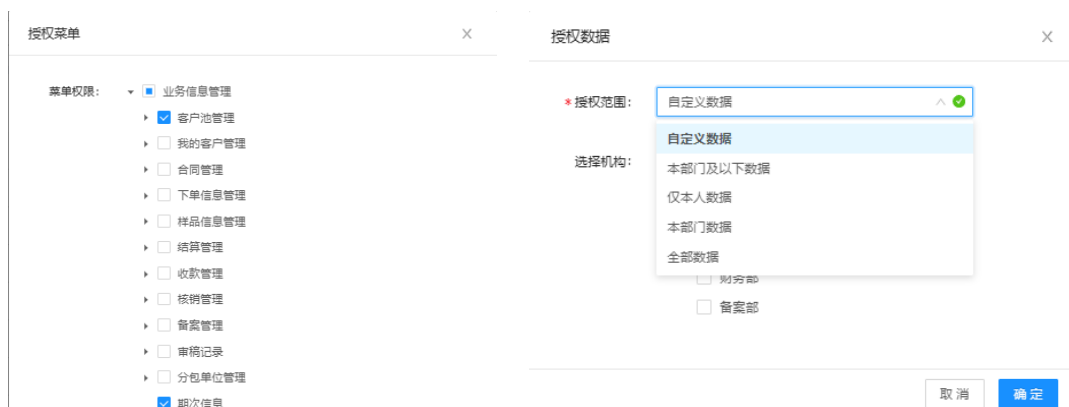 授权菜单
菜单权限：
业务信息管理
客户池管理
我的客户管理
合同管理
下单信息管理
样品信息管理
结算管理
收款管理
核销管理
备案管理
审稿记录
分包单位管理
期次信息
授权数据
*授权范围：
自定义数据
选择机构：
自定义数据
本部门及以下数据
仅本人数据
本部门数据
全部数据
财务部
备案部
取 消
确 定